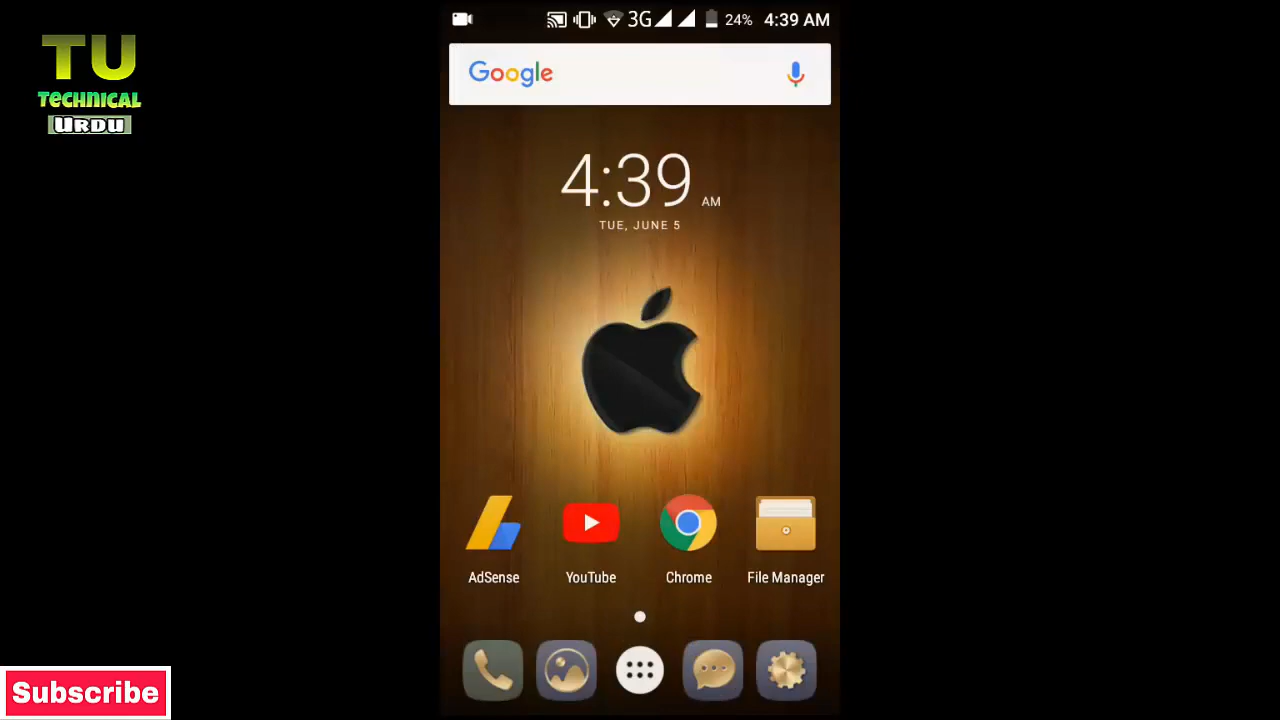 TU
Technical
Urdu
3G 24% 4:39 AM
Google
4:39 AM
TUE, JUNE 5
AdSense YouTube Chrome File Manager
Subscribe